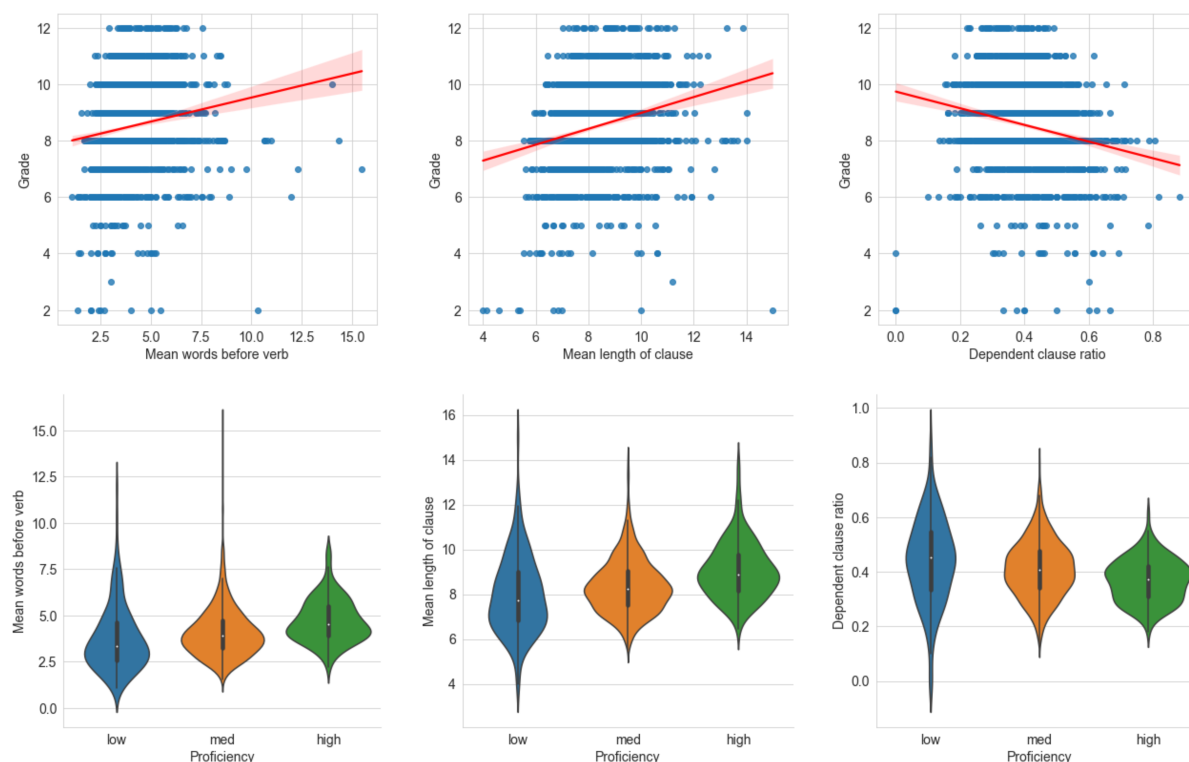 12
10
8
6
4
2
Grade
2.5 5.0 7.5 10.0 12.5 15.0
Mean words before verb
12
10
8
6
4
2
Grade
4 6 8 10 12 14
Mean length of clause
12
10
8
6
4
2
Grade
0.0 0.2 0.4 0.6 0.8
Dependent clause ratio
15.0
12.5
10.0
7.5
5.0
2.5
0.0
Mean words before verb
low med high
Proficiency
16
14
12
10
8
6
4
Mean length of clause
low med high
Proficiency
1.0
0.8
0.6
0.4
0.2
0.0
Dependent clause ratio
low med high
Proficiency